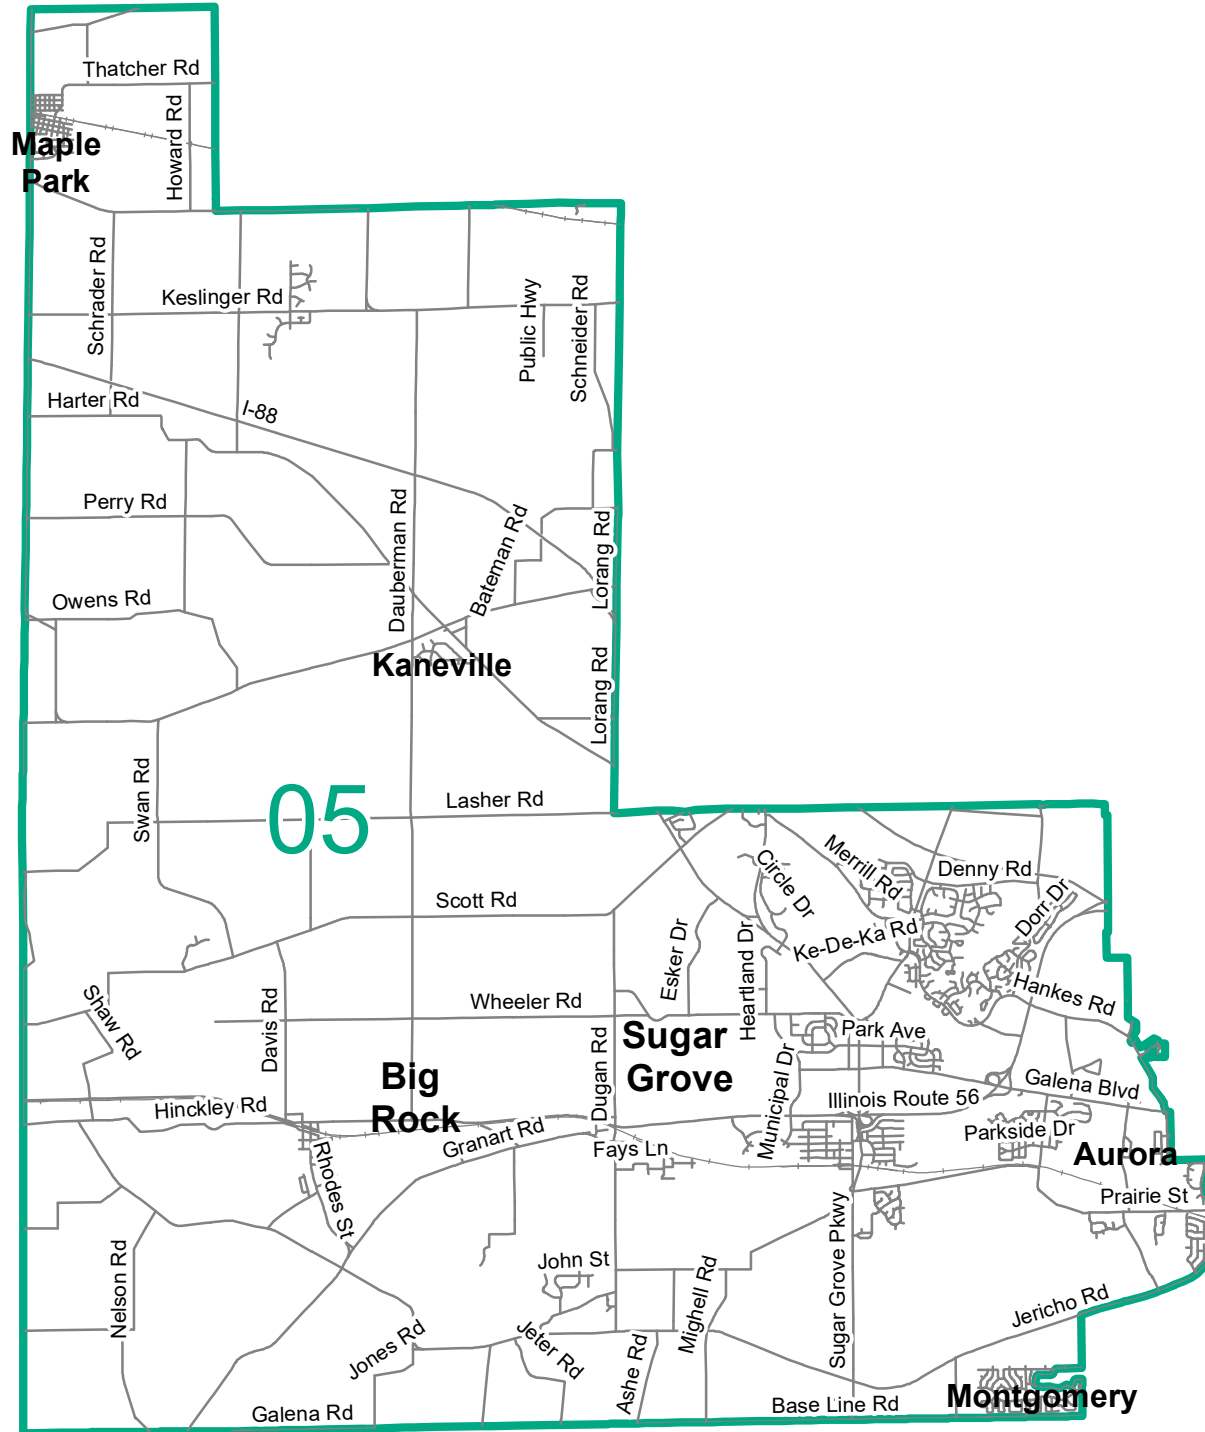 Thatcher Rd
Howard Rd
Maple
Park
Schrader Rd
Keslinger Rd
Public Hwy
Schneider Rd
Harter Rd
I-88
Perry Rd
Dauberman Rd
Bateman Rd
Lorang Rd
Owens Rd
Kaneville
Lorang Rd
Swan Rd
05
Lasher Rd
Circle Dr
Merrill Rd
Denny Rd
Scott Rd
Dorr Dr
Esker Dr
Heartland Dr
Ke-De-Ka Rd
Shaw Rd
Davis Rd
Wheeler Rd
Hankes Rd
Dugan Rd
Sugar
Grove
Park Ave
Municipal Dr
Big
Rock
Galena Blvd
Hinckley Rd
Illinois Route 56
Granart Rd
Fays Ln
Parkside Dr
Aurora
Rhodes St
Prairie St
Nelson Rd
John St
Mighell Rd
Sugar Grove Pkwy
Jericho Rd
Jones Rd
Jeter Rd
Ashe Rd
Galena Rd
Base Line Rd
Montgomery